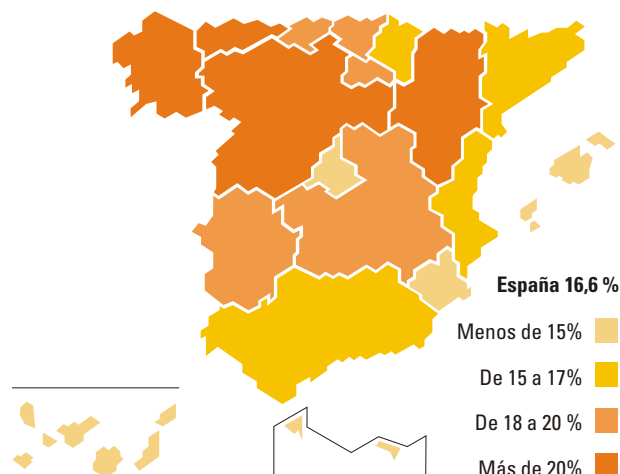 España 16,6 %
Menos de 15%
De 15 a 17%
De 18 a 20 %
Más de 20%